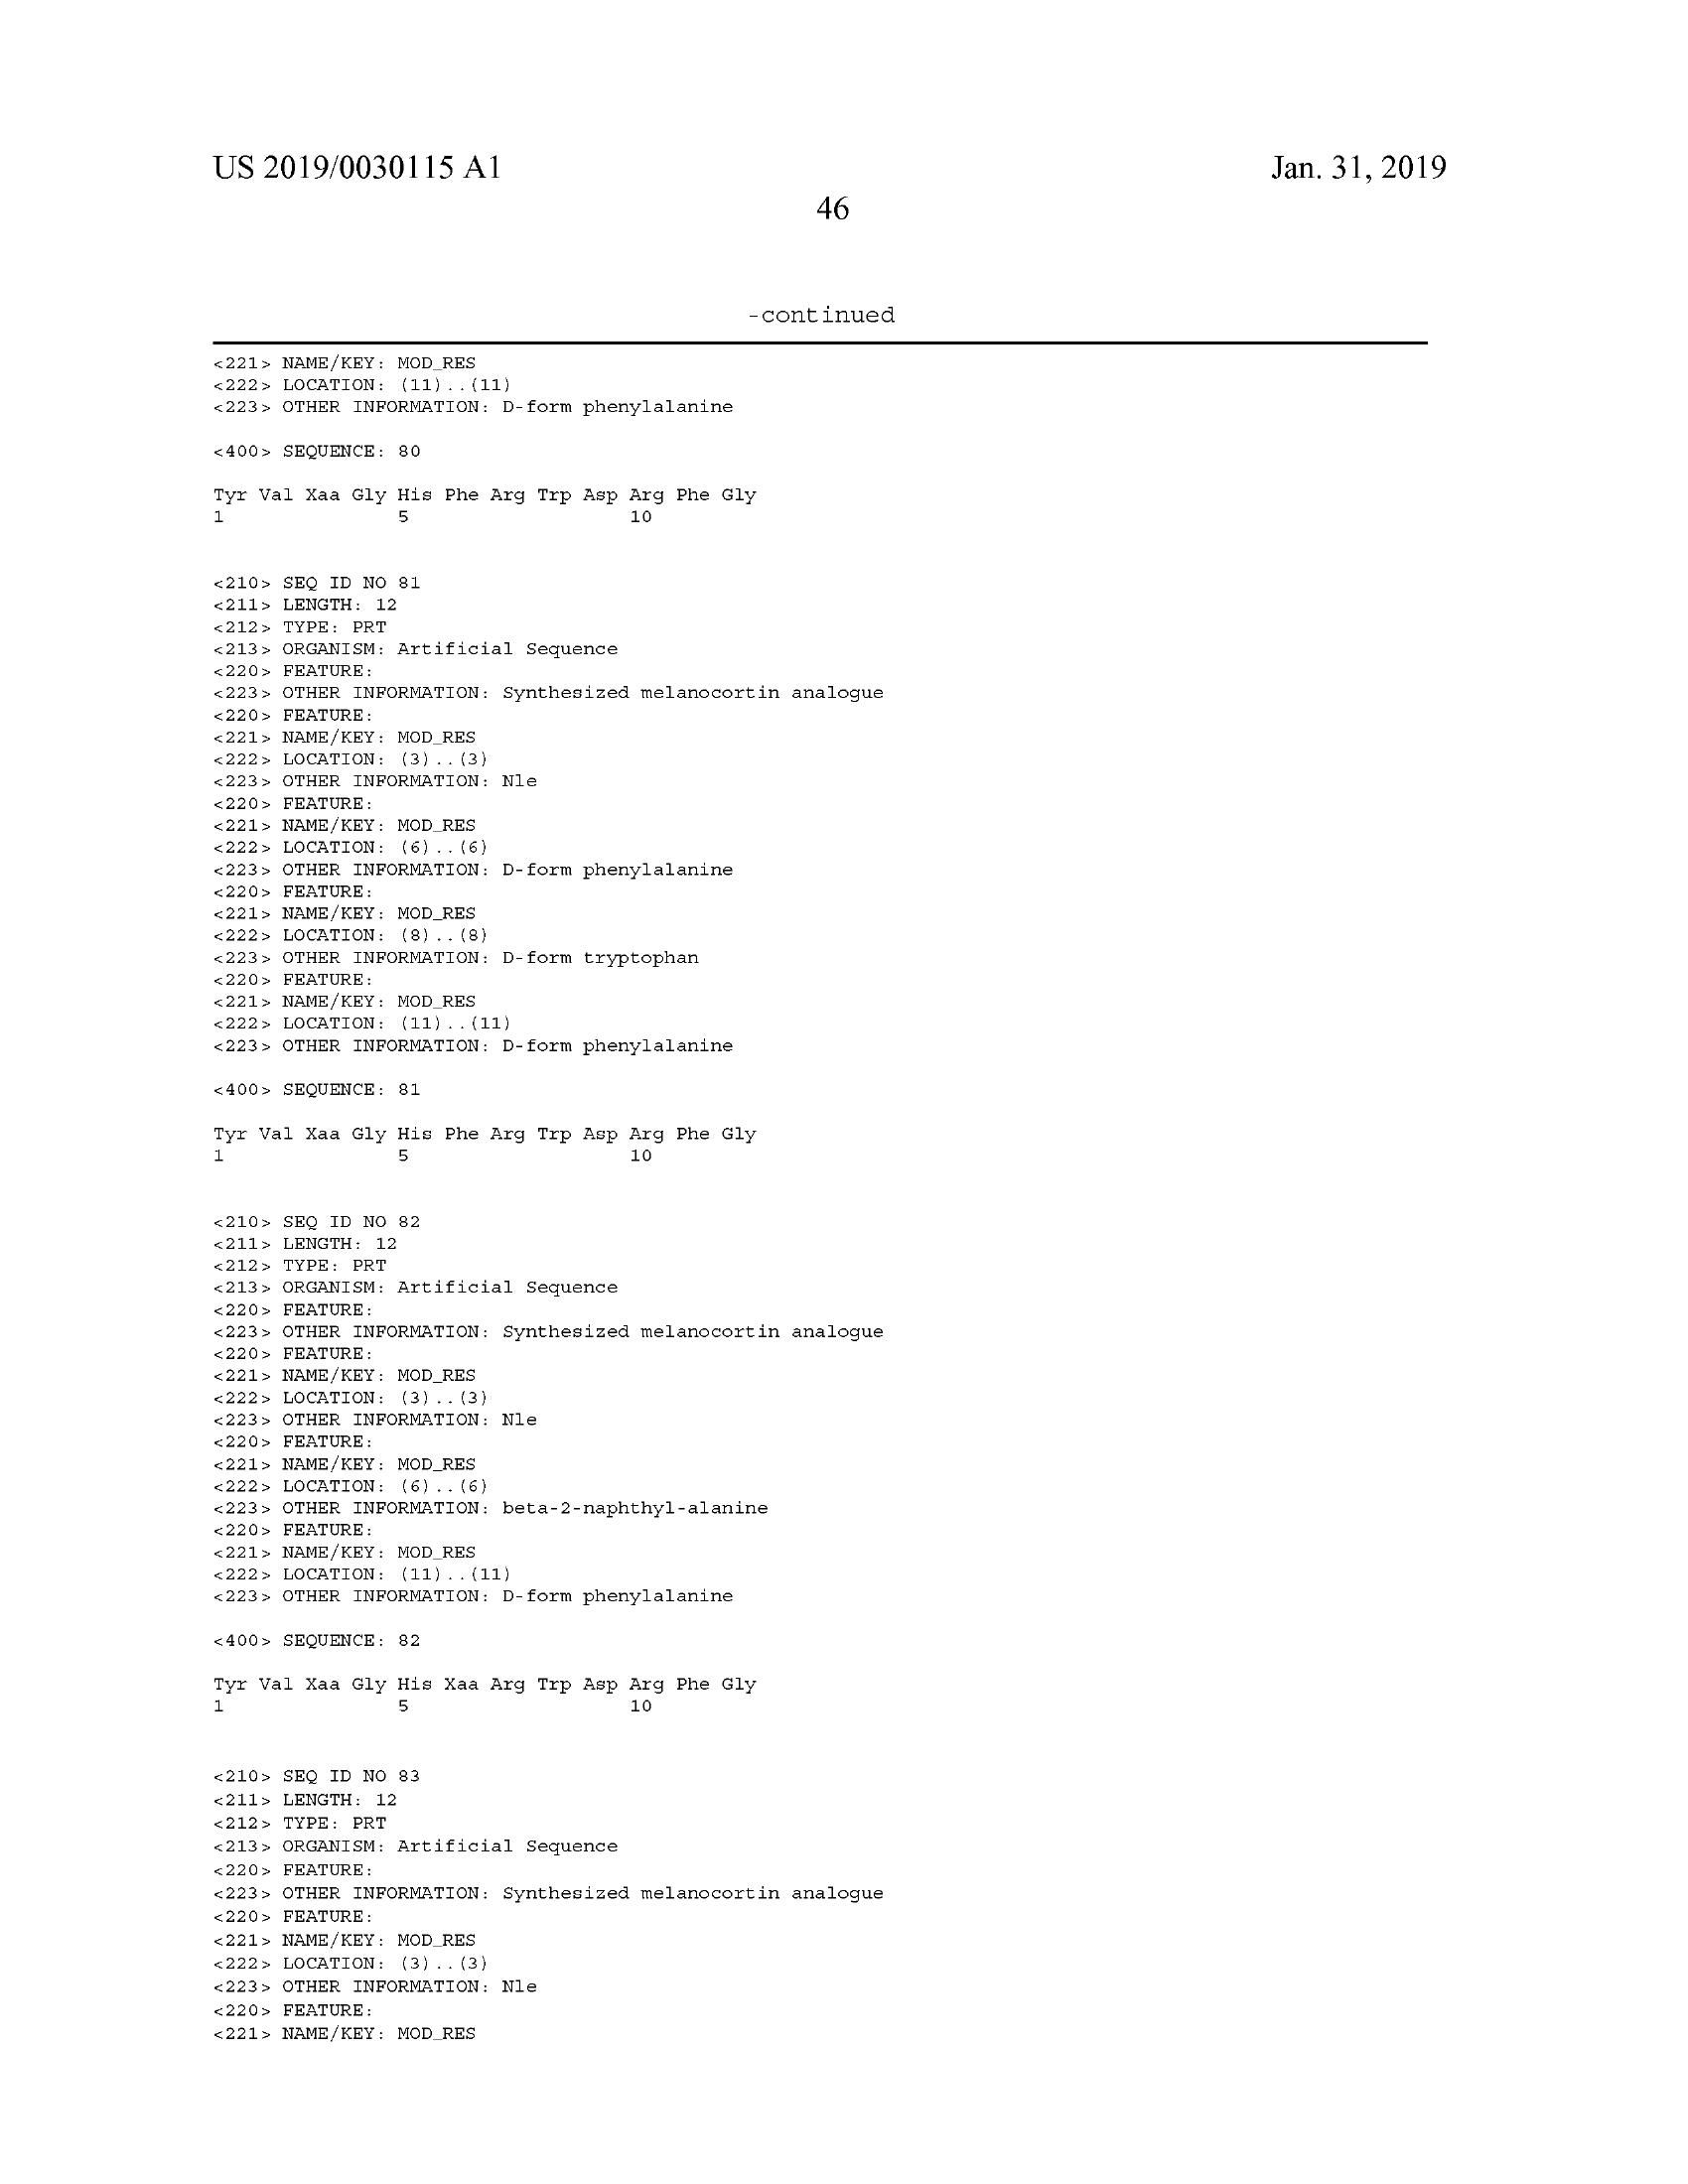 US 2019/0030115 A1
Jan. 31, 2019
46
-continued
<221> NAME/KEY: MOD_RES
<222> LOCATION: (11)..(11)
<223> OTHER INFORMATION: D-form phenylalanine
<400> SEQUENCE: 80
Tyr Val Xaa Gly His Phe Arg Trp Asp Arg Phe Gly
1 5 10
<210> SEQ ID NO 81
<211> LENGTH: 12
<212> TYPE: PRT
<213> ORGANISM: Artificial Sequence
<220> FEATURE:
<223> OTHER INFORMATION: Synthesized melanocortin analogue
<220> FEATURE:
<221> NAME/KEY: MOD_RES
<222> LOCATION: (3)..(3)
<223> OTHER INFORMATION: Nle
<220> FEATURE:
<221> NAME/KEY: MOD_RES
<222> LOCATION: (6)..(6)
<223> OTHER INFORMATION: D-form phenylalanine
<220> FEATURE:
<221> NAME/KEY: MOD_RES
<222> LOCATION: (8)..(8)
<223> OTHER INFORMATION: D-form tryptophan
<220> FEATURE:
<221> NAME/KEY: MOD_RES
<222> LOCATION: (11)..(11)
<223> OTHER INFORMATION: D-form phenylalanine
<400> SEQUENCE: 81
Tyr Val Xaa Gly His Phe Arg Trp Asp Arg Phe Gly
1 5 10
<210> SEQ ID NO 82
<211> LENGTH: 12
<212> TYPE: PRT
<213> ORGANISM: Artificial Sequence
<220> FEATURE:
<223> OTHER INFORMATION: Synthesized melanocortin analogue
<220> FEATURE:
<221> NAME/KEY: MOD_RES
<222> LOCATION: (3)..(3)
<223> OTHER INFORMATION: Nle
<220> FEATURE:
<221> NAME/KEY: MOD_RES
<222> LOCATION: (6)..(6)
<223> OTHER INFORMATION: beta-2-naphthyl-alanine
<220> FEATURE:
<221> NAME/KEY: MOD_RES
<222> LOCATION: (11)..(11)
<223> OTHER INFORMATION: D-form phenylalanine
<400> SEQUENCE: 82
Tyr Val Xaa Gly His Xaa Arg Trp Asp Arg Phe Gly
1 5 10
<210> SEQ ID NO 83
<211> LENGTH: 12
<212> TYPE: PRT
<213> ORGANISM: Artificial Sequence
<220> FEATURE:
<223> OTHER INFORMATION: Synthesized melanocortin analogue
<220> FEATURE:
<221> NAME/KEY: MOD_RES
<222> LOCATION: (3)..(3)
<223> OTHER INFORMATION: Nle
<220> FEATURE:
<221> NAME/KEY: MOD_RES